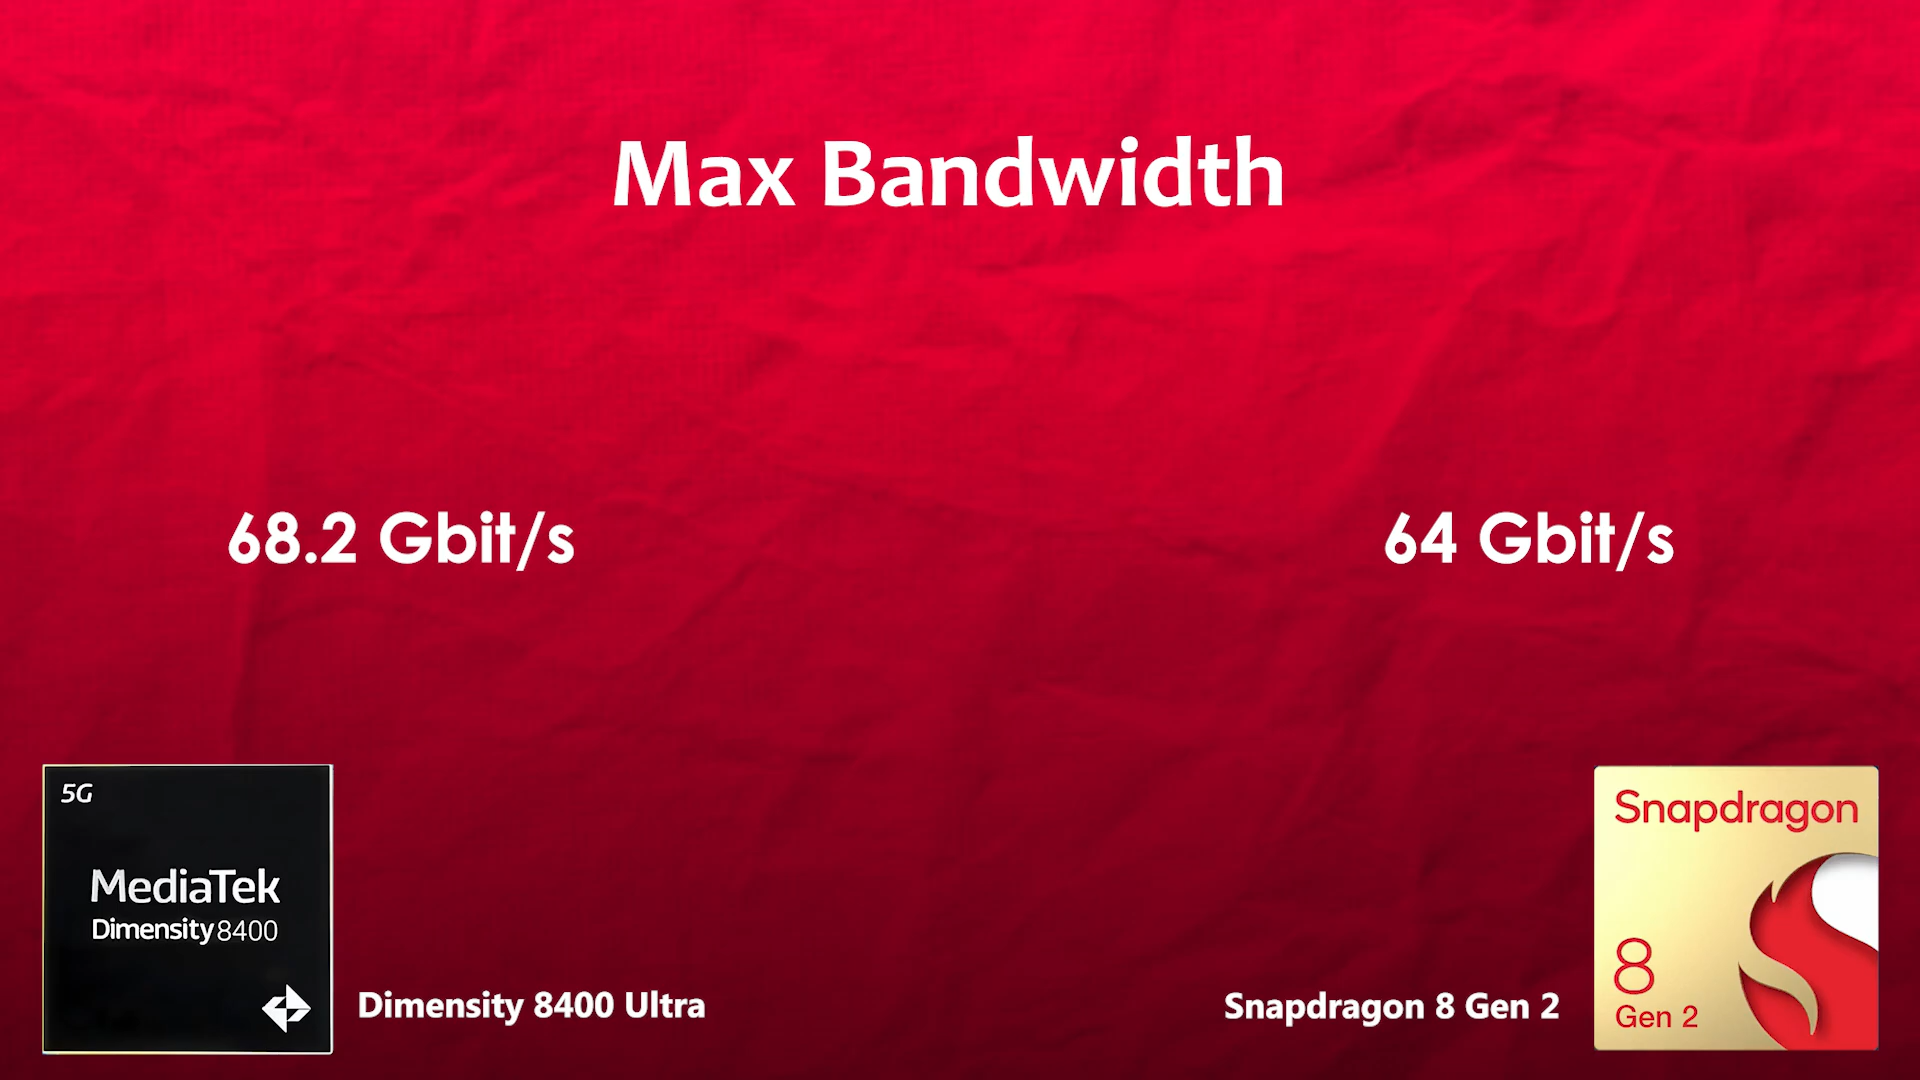 Max Bandwidth
68.2 Gbit/s
64 Gbit/s
5G
MediaTek
Dimensity 8400
Dimensity 8400 Ultra
Snapdragon 8 Gen 2
Snapdragon
8
Gen 2